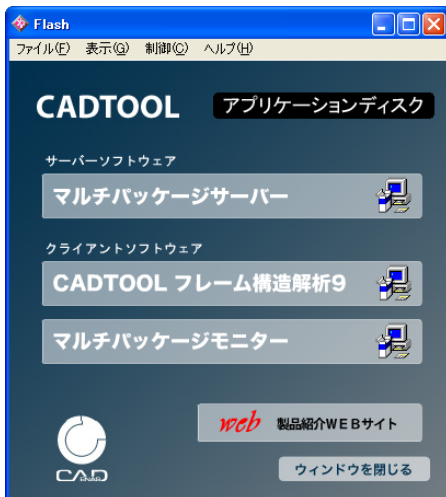 Flash
ファイル(F) 表示(G) 制御(C) ヘルプ(H)
CADTOOL アプリケーションディスク
サーバーソフトウェア
マルチパッケージサーバー
クライアントソフトウェア
CADTOOL フレーム構造解析9
マルチパッケージモニター
web 製品紹介WEBサイト
CAD
ウィンドウを閉じる